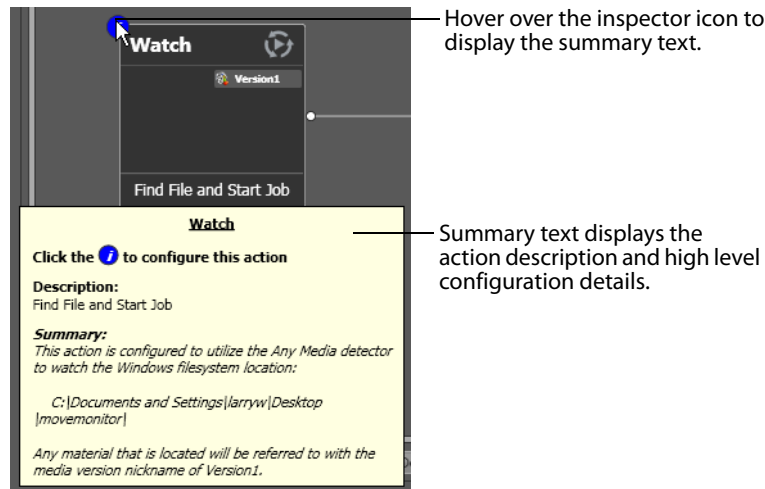 Hover over the inspector icon to
display the summary text.
Watch
Version1
Find File and Start Job
Watch
Click the i to configure this action
Description:
Find File and Start Job
Summary:
This action is configured to utilize the Any Media detector
to watch the Windows filesystem location:
C:|Documents and Settings|larryw|Desktop
|movemonitor|
Any material that is located will be referred to with the
media version nickname of Version1.
Summary text displays the
action description and high level
configuration details.